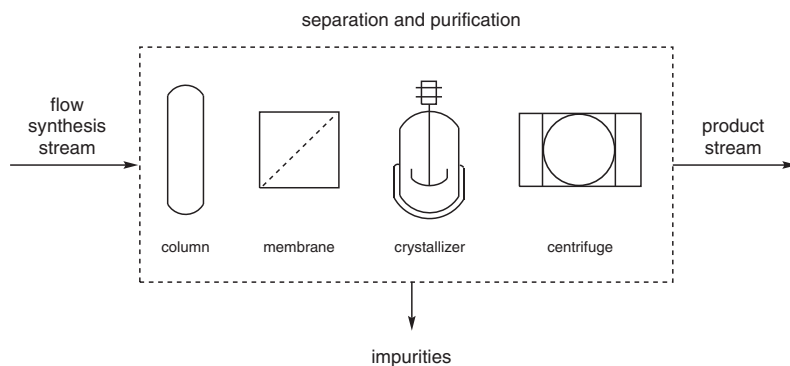 separation and purification
flow
synthesis
stream
product
stream
column
membrane
crystallizer
centrifuge
impurities